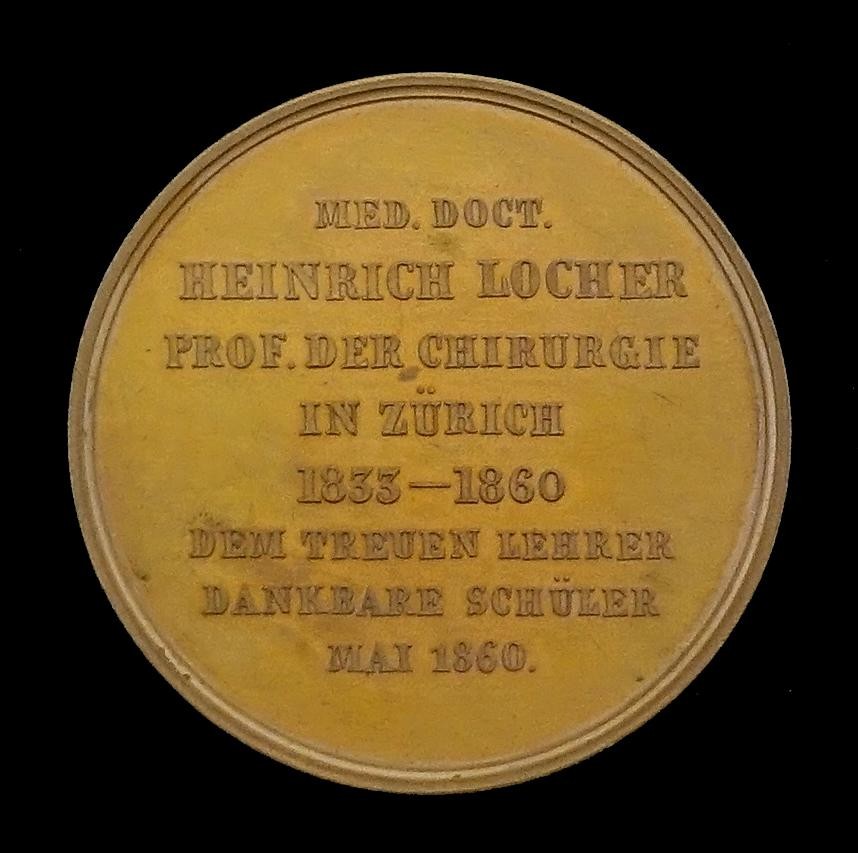 MED. DOCT.
HEINRICH LOCHER
PROF. DER CHIRURGIE
IN ZÜRICH
1833—1860
DEM TREUEN LEHRER
DANKBARE SCHÜLER
MAI 1860.